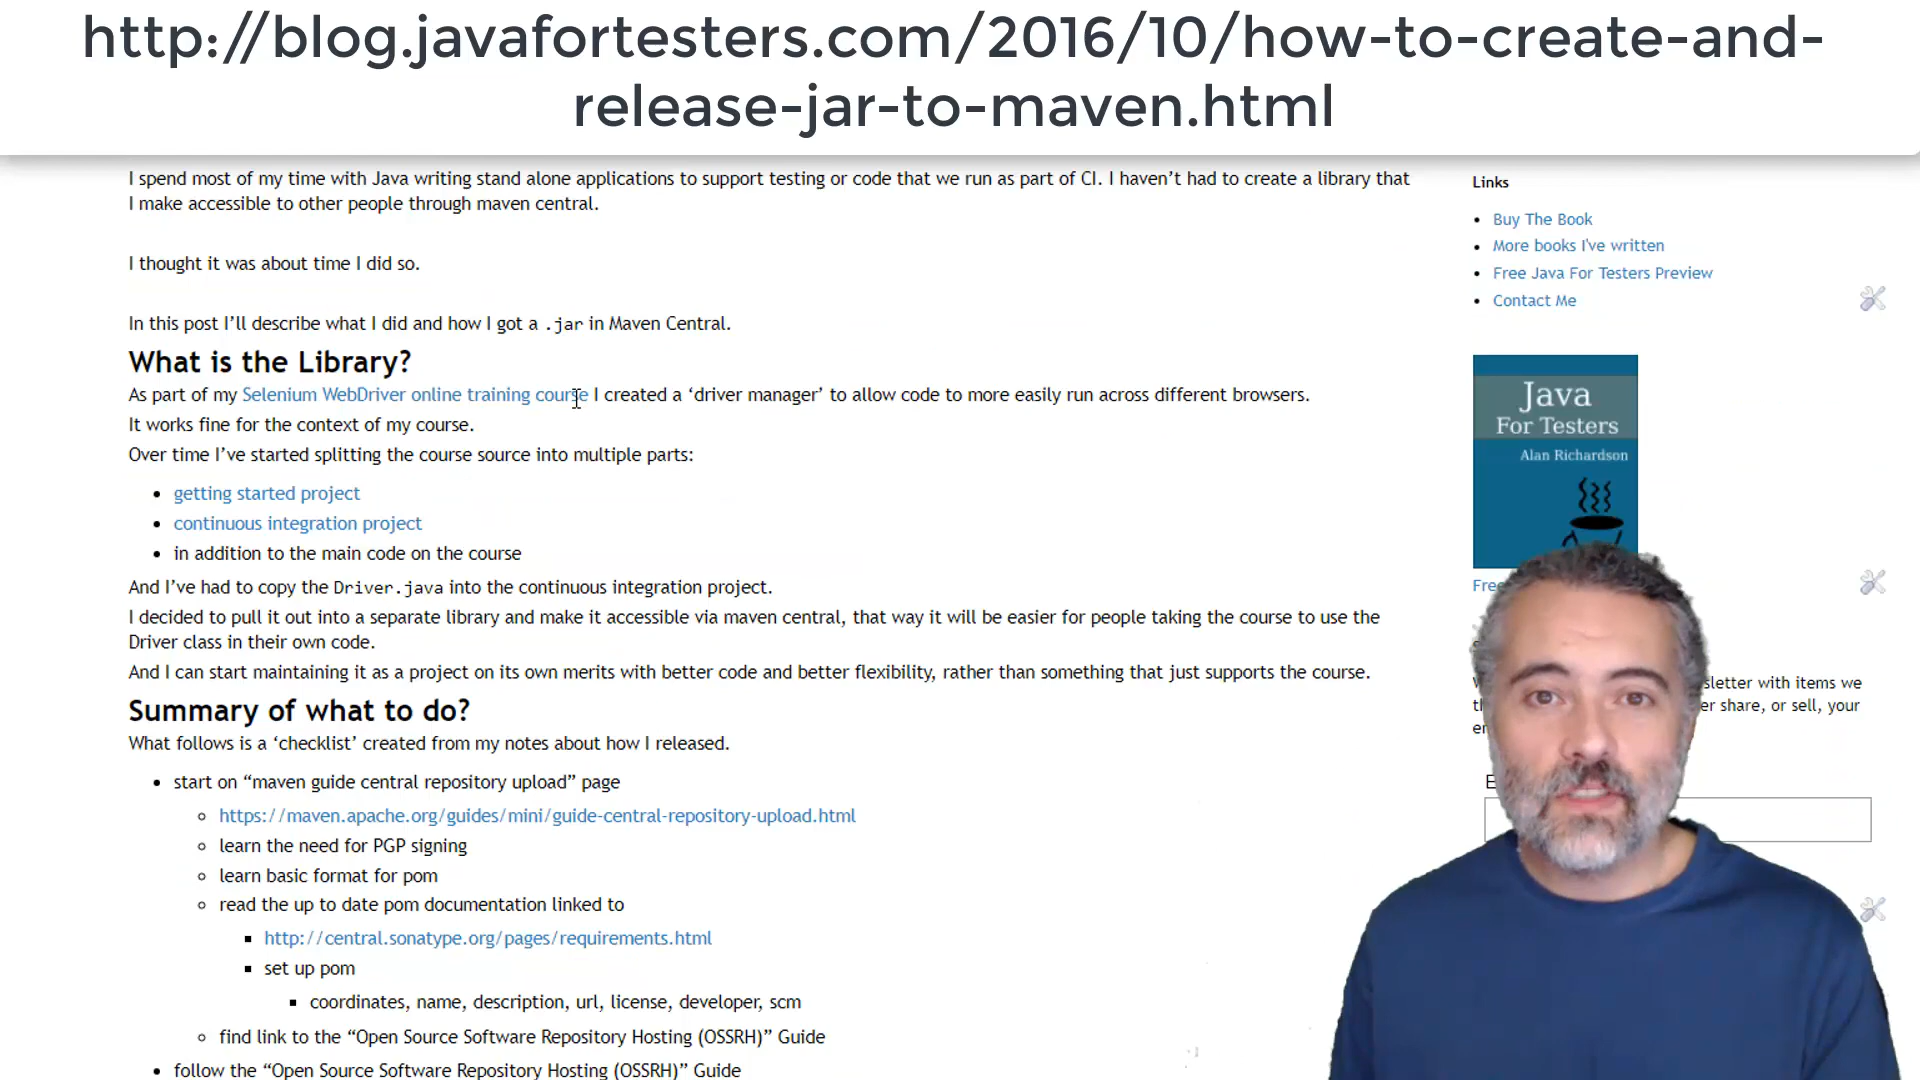 http://blog.javafortesters.com/2016/10/how-to-create-and-
release-jar-to-maven.html
I spend most of my time with Java writing stand alone applications to support testing or code that we run as part of CI. I haven’t had to create a library that
I make accessible to other people through maven central.
I thought it was about time I did so.
In this post I’ll describe what I did and how I got a .jar in Maven Central.
What is the Library?
As part of my Selenium WebDriver online training course I created a ‘driver manager’ to allow code to more easily run across different browsers.
It works fine for the context of my course.
Over time I’ve started splitting the course source into multiple parts:
• getting started project
• continuous integration project
• in addition to the main code on the course
And I’ve had to copy the Driver.java into the continuous integration project.
I decided to pull it out into a separate library and make it accessible via maven central, that way it will be easier for people taking the course to use the
Driver class in their own code.
And I can start maintaining it as a project on its own merits with better code and better flexibility, rather than something that just supports the course.
Summary of what to do?
What follows is a ‘checklist’ created from my notes about how I released.
• start on “maven guide central repository upload” page
https://maven.apache.org/guides/mini/guide-central-repository-upload.html
learn the need for PGP signing
learn basic format for pom
read the up to date pom documentation linked to
http://central.sonatype.org/pages/requirements.html
set up pom
coordinates, name, description, url, license, developer, scm
find link to the “Open Source Software Repository Hosting (OSSRH)” Guide
• follow the “Open Source Software Repository Hosting (OSSRH)” Guide
Links
• Buy The Book
• More books I've written
• Free Java For Testers Preview
• Contact Me
Java
For Testers
Alan Richardson
Free
sletter with items we
er share, or sell, your